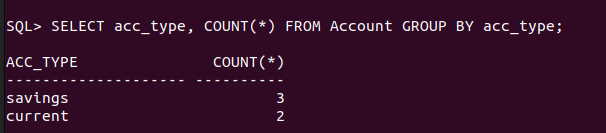 SQL> SELECT acc_type, COUNT(*) FROM Account GROUP BY acc_type;
ACC_TYPE               COUNT(*)
-------------------- ----------
savings                       3
current                       2